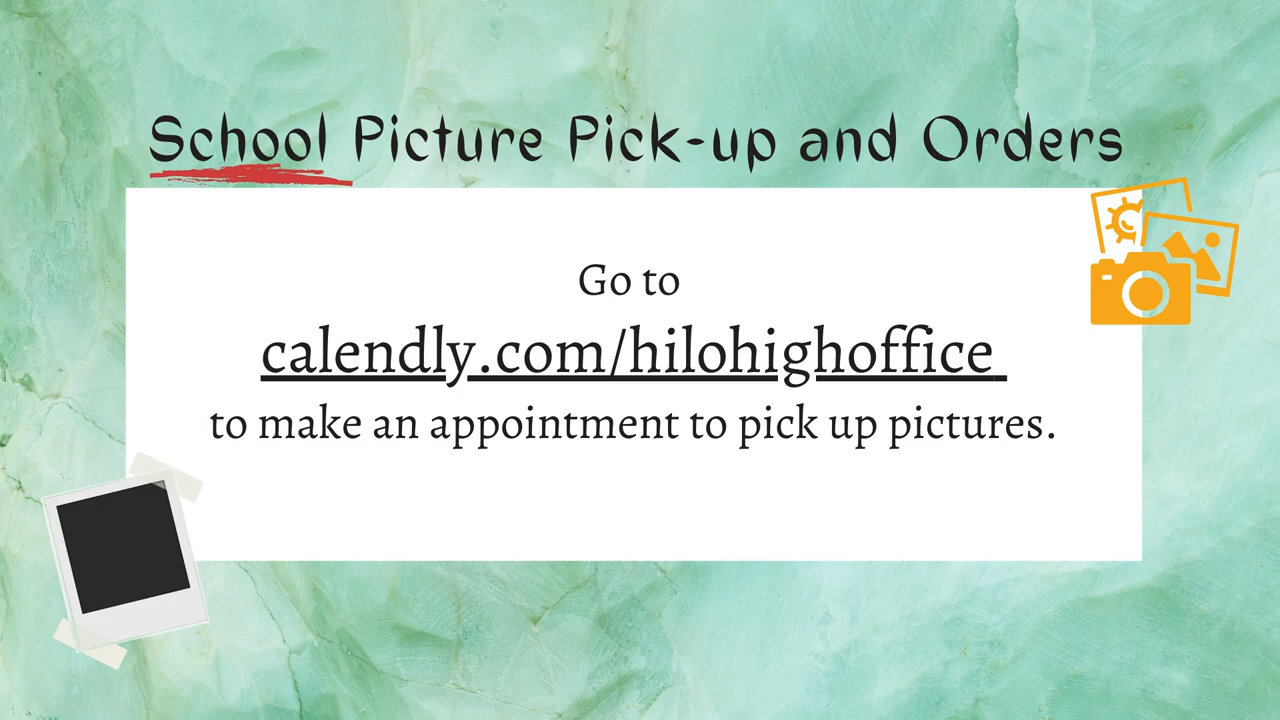 School Picture Pick-up and Orders
Go to
calendly.com/hilohighoffice
to make an appointment to pick up pictures.